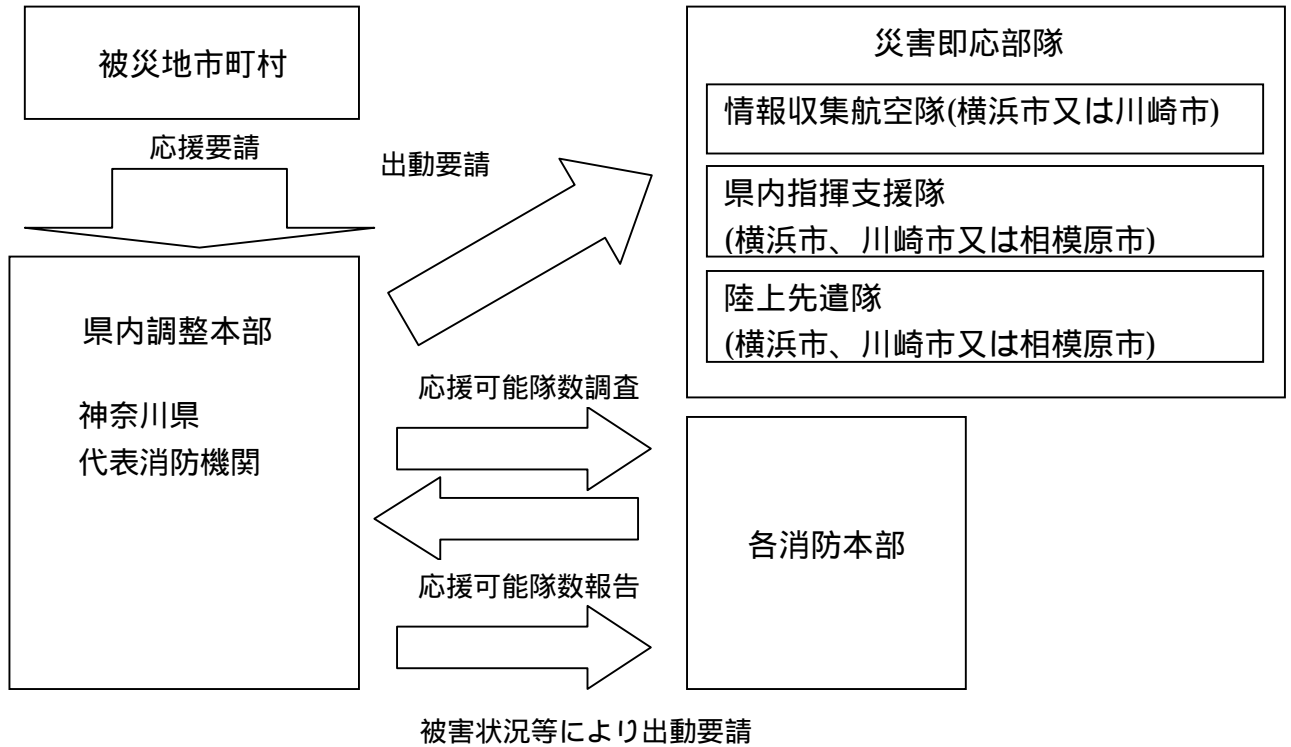 被災地市町村
応援要請
出動要請
県内調整本部
神奈川県
代表消防機関
災害即応部隊
情報収集航空隊(横浜市又は川崎市)
県内指揮支援隊
(横浜市、川崎市又は相模原市)
陸上先遣隊
(横浜市、川崎市又は相模原市)
応援可能隊数調査
応援可能隊数報告
各消防本部
被害状況等により出動要請